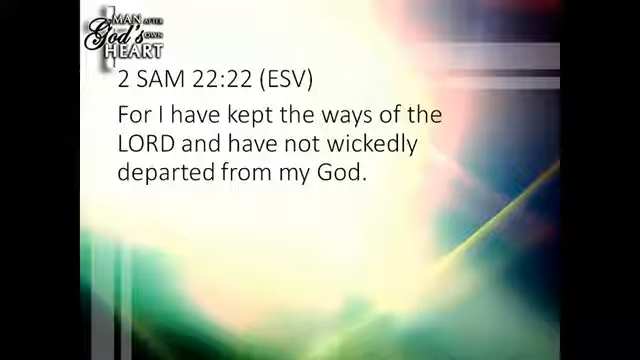 A MAN AFTER
God's OWN
HEART
2 SAM 22:22 (ESV)
For I have kept the ways of the
LORD and have not wickedly
departed from my God.